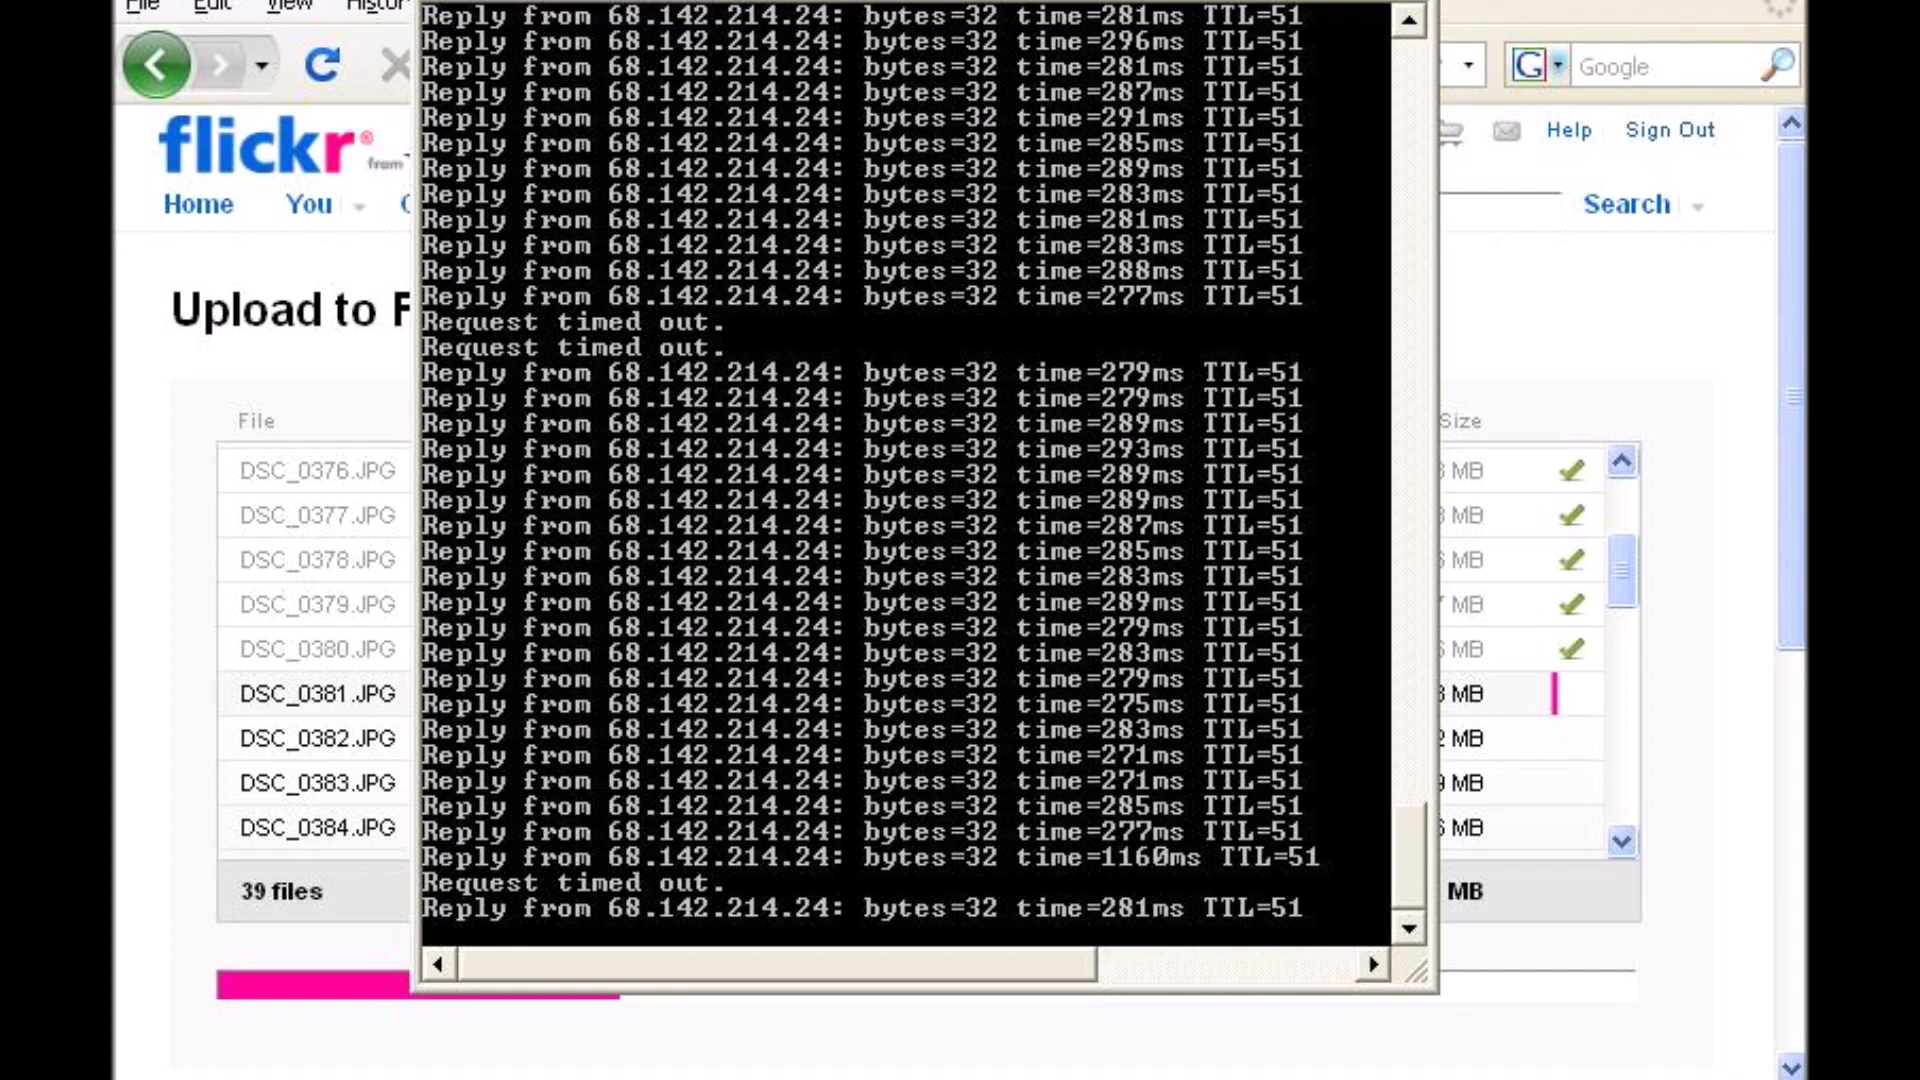 File Edit View Histor
Google
flickr® from
Help Sign Out
Home You
Search
Upload to F
File
Size
DSC_0376.JPG
DSC_0377.JPG
DSC_0378.JPG
DSC_0379.JPG
DSC_0380.JPG
DSC_0381.JPG
DSC_0382.JPG
DSC_0383.JPG
DSC_0384.JPG
39 files
3 MB
3 MB
6 MB
7 MB
6 MB
3 MB
2 MB
9 MB
6 MB
MB
Reply from 68.142.214.24: bytes=32 time=281ms TTL=51
Reply from 68.142.214.24: bytes=32 time=296ms TTL=51
Reply from 68.142.214.24: bytes=32 time=281ms TTL=51
Reply from 68.142.214.24: bytes=32 time=287ms TTL=51
Reply from 68.142.214.24: bytes=32 time=291ms TTL=51
Reply from 68.142.214.24: bytes=32 time=285ms TTL=51
Reply from 68.142.214.24: bytes=32 time=289ms TTL=51
Reply from 68.142.214.24: bytes=32 time=283ms TTL=51
Reply from 68.142.214.24: bytes=32 time=281ms TTL=51
Reply from 68.142.214.24: bytes=32 time=283ms TTL=51
Reply from 68.142.214.24: bytes=32 time=288ms TTL=51
Reply from 68.142.214.24: bytes=32 time=277ms TTL=51
Request timed out.
Request timed out.
Reply from 68.142.214.24: bytes=32 time=279ms TTL=51
Reply from 68.142.214.24: bytes=32 time=279ms TTL=51
Reply from 68.142.214.24: bytes=32 time=289ms TTL=51
Reply from 68.142.214.24: bytes=32 time=293ms TTL=51
Reply from 68.142.214.24: bytes=32 time=289ms TTL=51
Reply from 68.142.214.24: bytes=32 time=289ms TTL=51
Reply from 68.142.214.24: bytes=32 time=287ms TTL=51
Reply from 68.142.214.24: bytes=32 time=285ms TTL=51
Reply from 68.142.214.24: bytes=32 time=283ms TTL=51
Reply from 68.142.214.24: bytes=32 time=289ms TTL=51
Reply from 68.142.214.24: bytes=32 time=279ms TTL=51
Reply from 68.142.214.24: bytes=32 time=283ms TTL=51
Reply from 68.142.214.24: bytes=32 time=279ms TTL=51
Reply from 68.142.214.24: bytes=32 time=275ms TTL=51
Reply from 68.142.214.24: bytes=32 time=283ms TTL=51
Reply from 68.142.214.24: bytes=32 time=271ms TTL=51
Reply from 68.142.214.24: bytes=32 time=271ms TTL=51
Reply from 68.142.214.24: bytes=32 time=285ms TTL=51
Reply from 68.142.214.24: bytes=32 time=277ms TTL=51
Reply from 68.142.214.24: bytes=32 time=1160ms TTL=51
Request timed out.
Reply from 68.142.214.24: bytes=32 time=281ms TTL=51